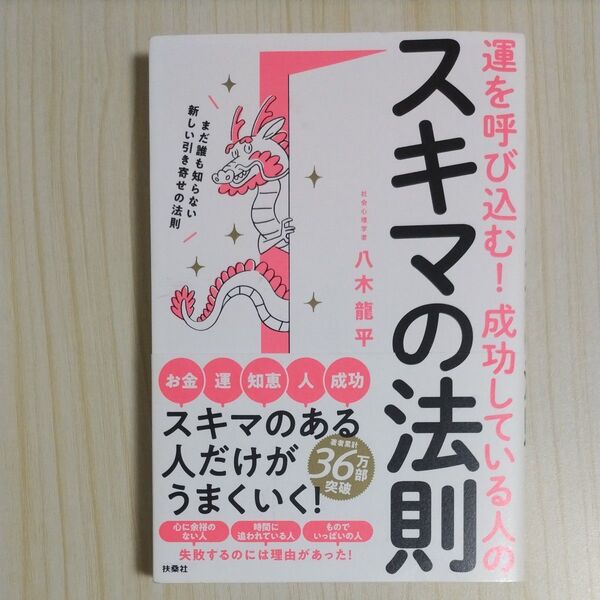 運を呼び込む!成功している人の
スキマの法則
社会心理学者
八木龍平
まだ誰も知らない
新しい引き寄せの法則
お金 運 知恵 人 成功
スキマのある
人だけが
うまくいく!
著者累計
36万部
突破
心に余裕の
ない人
時間に
追われている人
もので
いっぱいの人
失敗するのには理由があった!
扶桑社